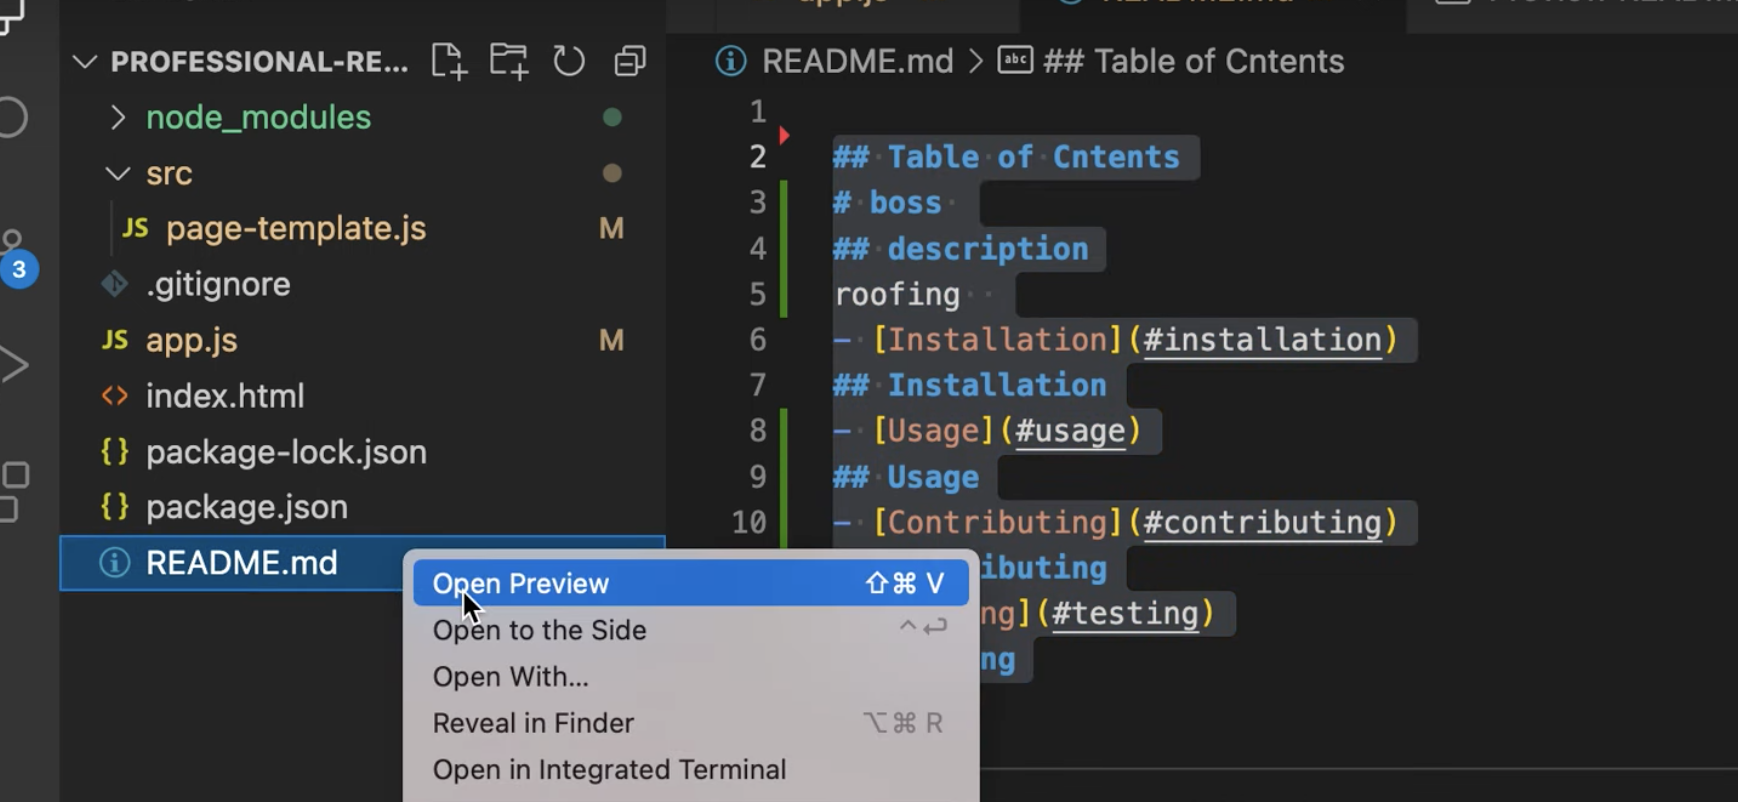 PROFESSIONAL-RE...
node_modules
src
JS page-template.js M
.gitignore
JS app.js M
<> index.html
{} package-lock.json
{} package.json
README.md
3
README.md > abc ## Table of Cntents
1
2 ## Table of Cntents
3 # boss
4 ## description
5 roofing
6 - [Installation](#installation)
7 ## Installation
8 - [Usage](#usage)
9 ## Usage
10 - [Contributing](#contributing)
ibuting
ng](#testing)
ng
Open Preview ⇧⌘ V
Open to the Side ^↩
Open With...
Reveal in Finder ⌥⌘ R
Open in Integrated Terminal